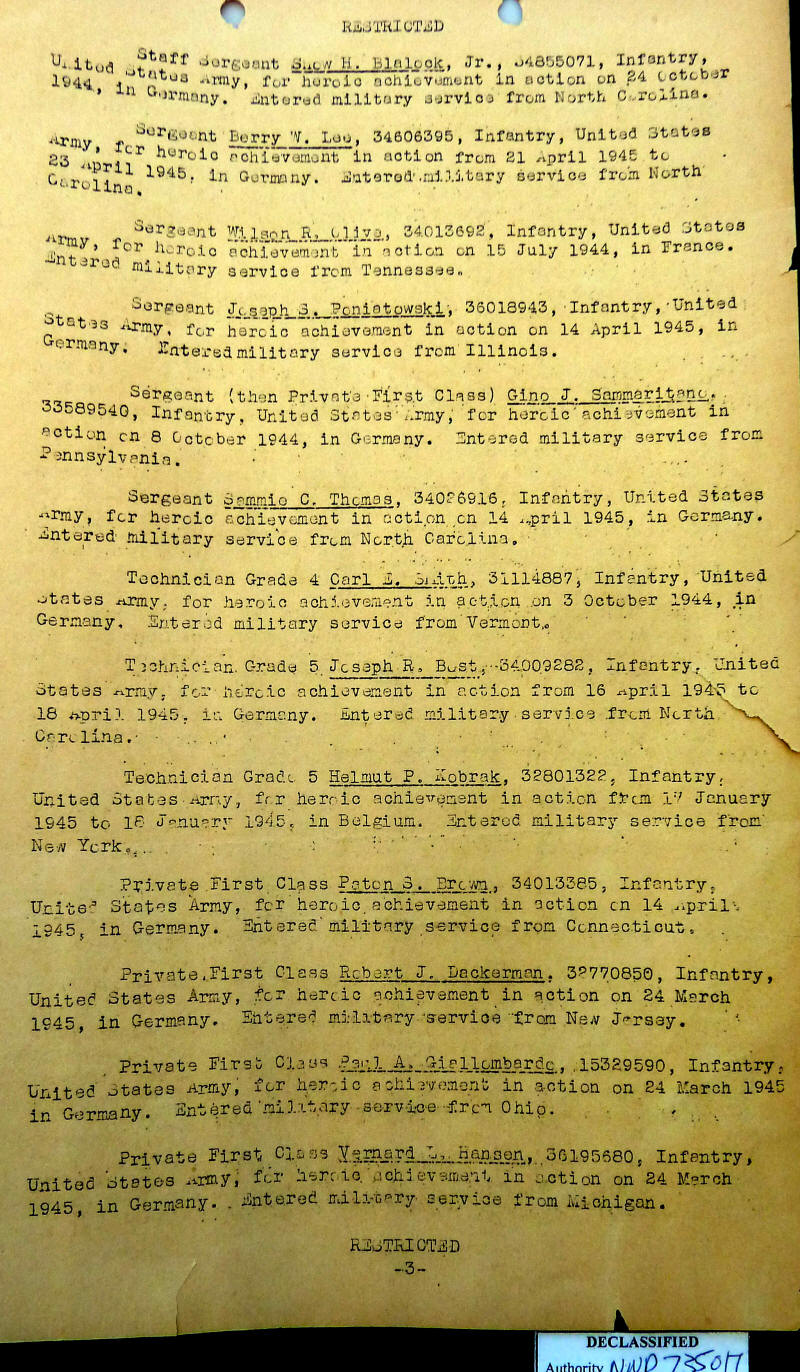 RESTRICTED
Staff Sergeant Snow H. Blalock, Jr., 34855071, Infantry,
United States Army, for heroic achievement in action on 24 October
1944, in Germany. Entered military service from North Carolina.
Sergeant Berry W. Lee, 34606395, Infantry, United States
Army, for heroic achievement in action from 21 April 1945 to
23 April 1945, in Germany. Entered military service from North
Carolina.
Sergeant Wilson R. Oliva, 34013692, Infantry, United States
Army, for heroic achievement in action on 15 July 1944, in France.
Entered military service from Tennessee.
Sergeant Joseph S. Poniatowski, 36018943, Infantry, United
States Army, for heroic achievement in action on 14 April 1945, in
Germany. Entered military service from Illinois.
Sergeant (then Private First Class) Gino J. Sammaritano,
33589540, Infantry, United States Army, for heroic achievement in
action on 8 October 1944, in Germany. Entered military service from
Pennsylvania.
Sergeant Sammie C. Thomas, 34026916, Infantry, United States
Army, for heroic achievement in action on 14 April 1945, in Germany.
Entered military service from North Carolina.
Technician Grade 4 Carl E. Smith, 31114887, Infantry, United
States Army, for heroic achievement in action on 3 October 1944, in
Germany. Entered military service from Vermont.
Technician Grade 5 Joseph R. Bost, 34009282, Infantry, United
States Army, for heroic achievement in action from 16 April 1945 to
18 April 1945, in Germany. Entered military service from North
Carolina.
Technician Grade 5 Helmut P. Kobrak, 32801322, Infantry,
United States Army, for heroic achievement in action from 17 January
1945 to 18 January 1945, in Belgium. Entered military service from
New York.
Private First Class Paton S. Brown, 34013385, Infantry,
United States Army, for heroic achievement in action on 14 April
1945, in Germany. Entered military service from Connecticut.
Private First Class Robert J. Dackerman, 32770850, Infantry,
United States Army, for heroic achievement in action on 24 March
1945, in Germany. Entered military service from New Jersey.
Private First Class Paul A. Giallombardo, 15329590, Infantry,
United States Army, for heroic achievement in action on 24 March 1945
in Germany. Entered military service from Ohio.
Private First Class Vernard L. Hansen, 36195680, Infantry,
United States Army, for heroic achievement in action on 24 March
1945, in Germany. Entered military service from Michigan.
RESTRICTED
-3-
DECLASSIFIED
Authority NND 735017